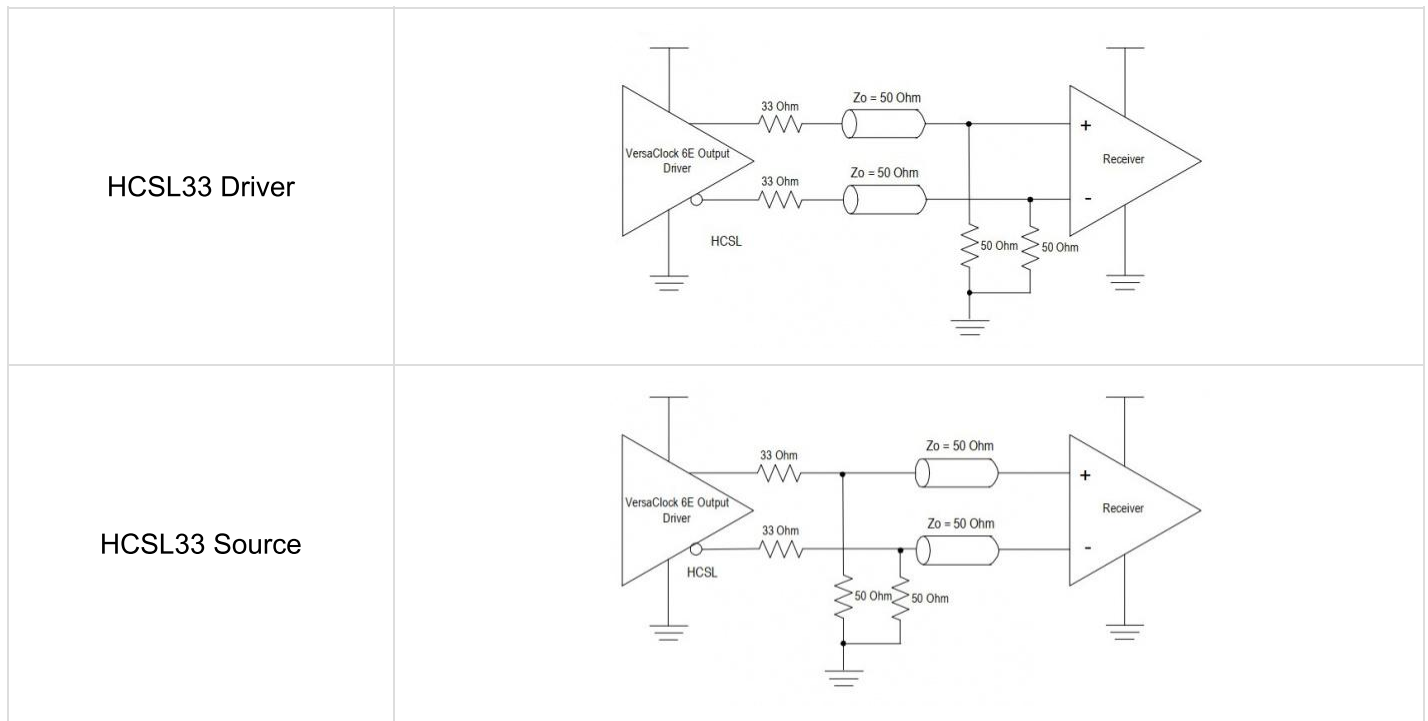 HCSL33 Driver
33 Ohm
Zo = 50 Ohm
VersaClock 6E Output
Driver
33 Ohm
Zo = 50 Ohm
HCSL
50 Ohm
50 Ohm
+
-
Receiver
HCSL33 Source
33 Ohm
Zo = 50 Ohm
VersaClock 6E Output
Driver
33 Ohm
Zo = 50 Ohm
HCSL
50 Ohm
50 Ohm
+
-
Receiver